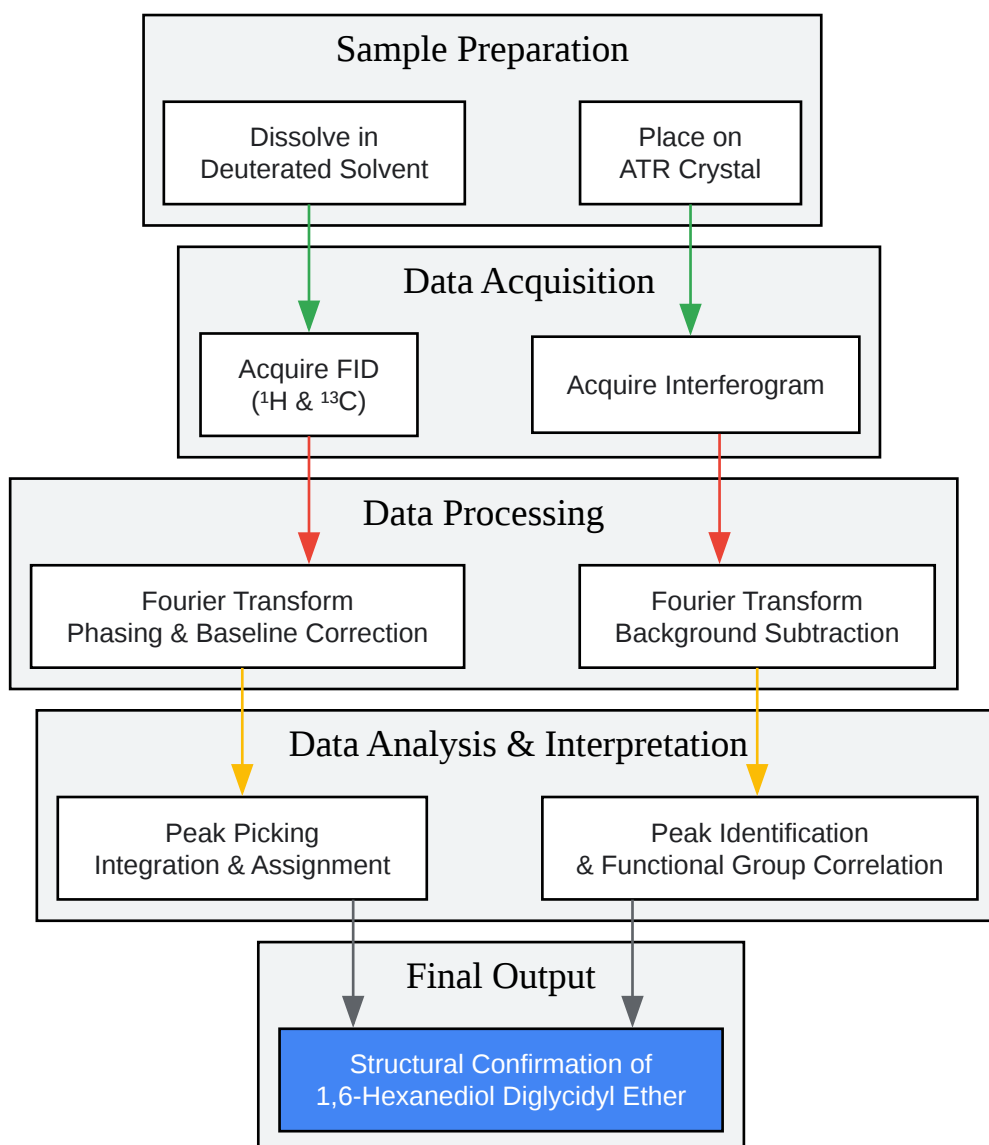 Sample Preparation
Dissolve in
Deuterated Solvent
Place on
ATR Crystal
Data Acquisition
Acquire FID
(¹H & ¹³C)
Acquire Interferogram
Data Processing
Fourier Transform
Phasing & Baseline Correction
Fourier Transform
Background Subtraction
Data Analysis & Interpretation
Peak Picking
Integration & Assignment
Peak Identification
& Functional Group Correlation
Final Output
Structural Confirmation of
1,6-Hexanediol Diglycidyl Ether